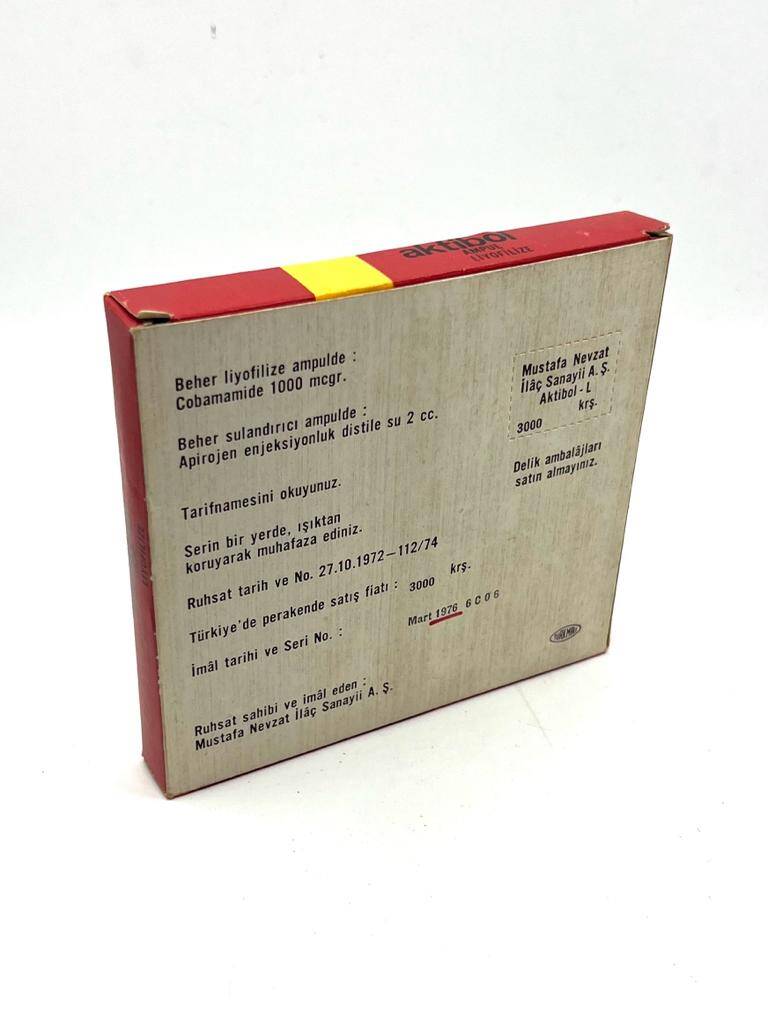 aktibol
AMPUL
LİYOFİLİZE
Beher liyofilize ampulde :
Cobamamide 1000 mcgr.
Beher sulandırıcı ampulde :
Apirojen enjeksiyonluk distile su 2 cc.
Tarifnamesini okuyunuz.
Serin bir yerde, ışıktan
koruyarak muhafaza ediniz.
Ruhsat tarih ve No. 27.10.1972—112/74
Türkiye'de perakende satış fiatı : 3000 krş.
İmâl tarihi ve Seri No. : Mart 1976 6C06
Ruhsat sahibi ve imâl eden :
Mustafa Nevzat İlâç Sanayii A. Ş.
Mustafa Nevzat
İlâç Sanayii A. Ş.
Aktibol - L
3000 krş.
Delik ambalâjları
satın almayınız.
TÜRK MALI